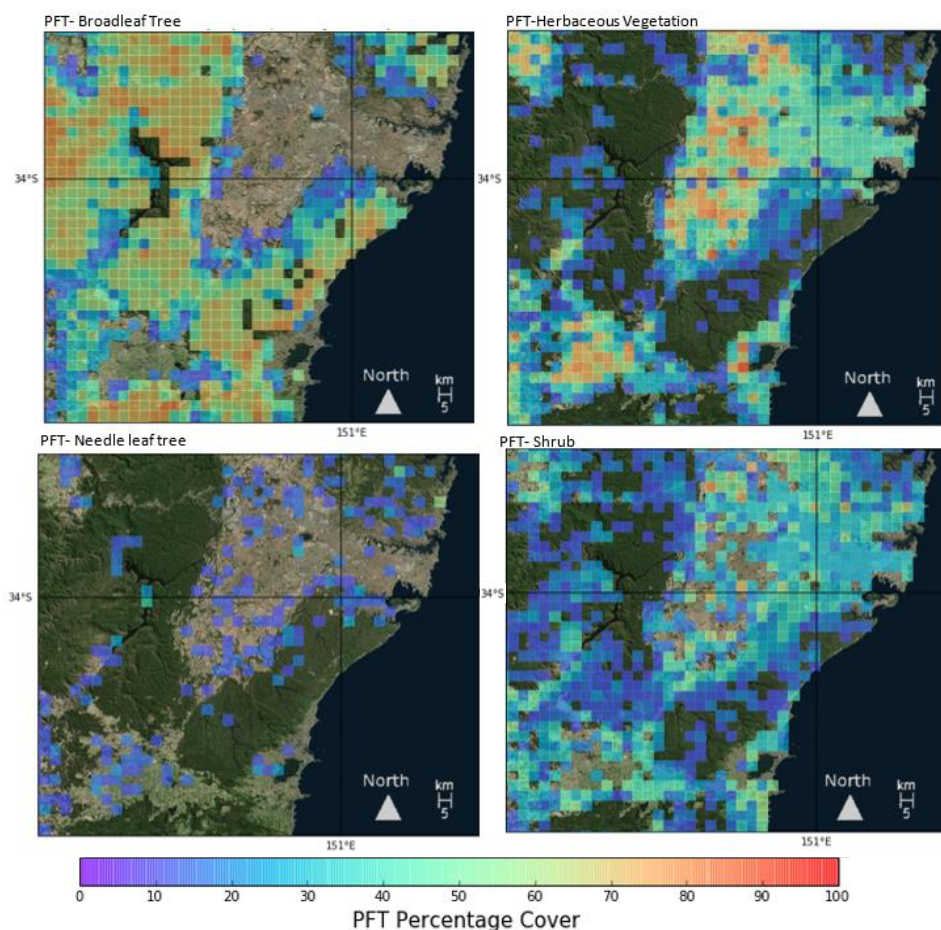 PFT- Broadleaf Tree
PFT-Herbaceous Vegetation
34°S
34°S
North
km
5
North
km
5
151°E
151°E
PFT- Needle leaf tree
PFT- Shrub
34°S
34°S
North
km
5
North
km
5
151°E
151°E
0 10 20 30 40 50 60 70 80 90 100
PFT Percentage Cover